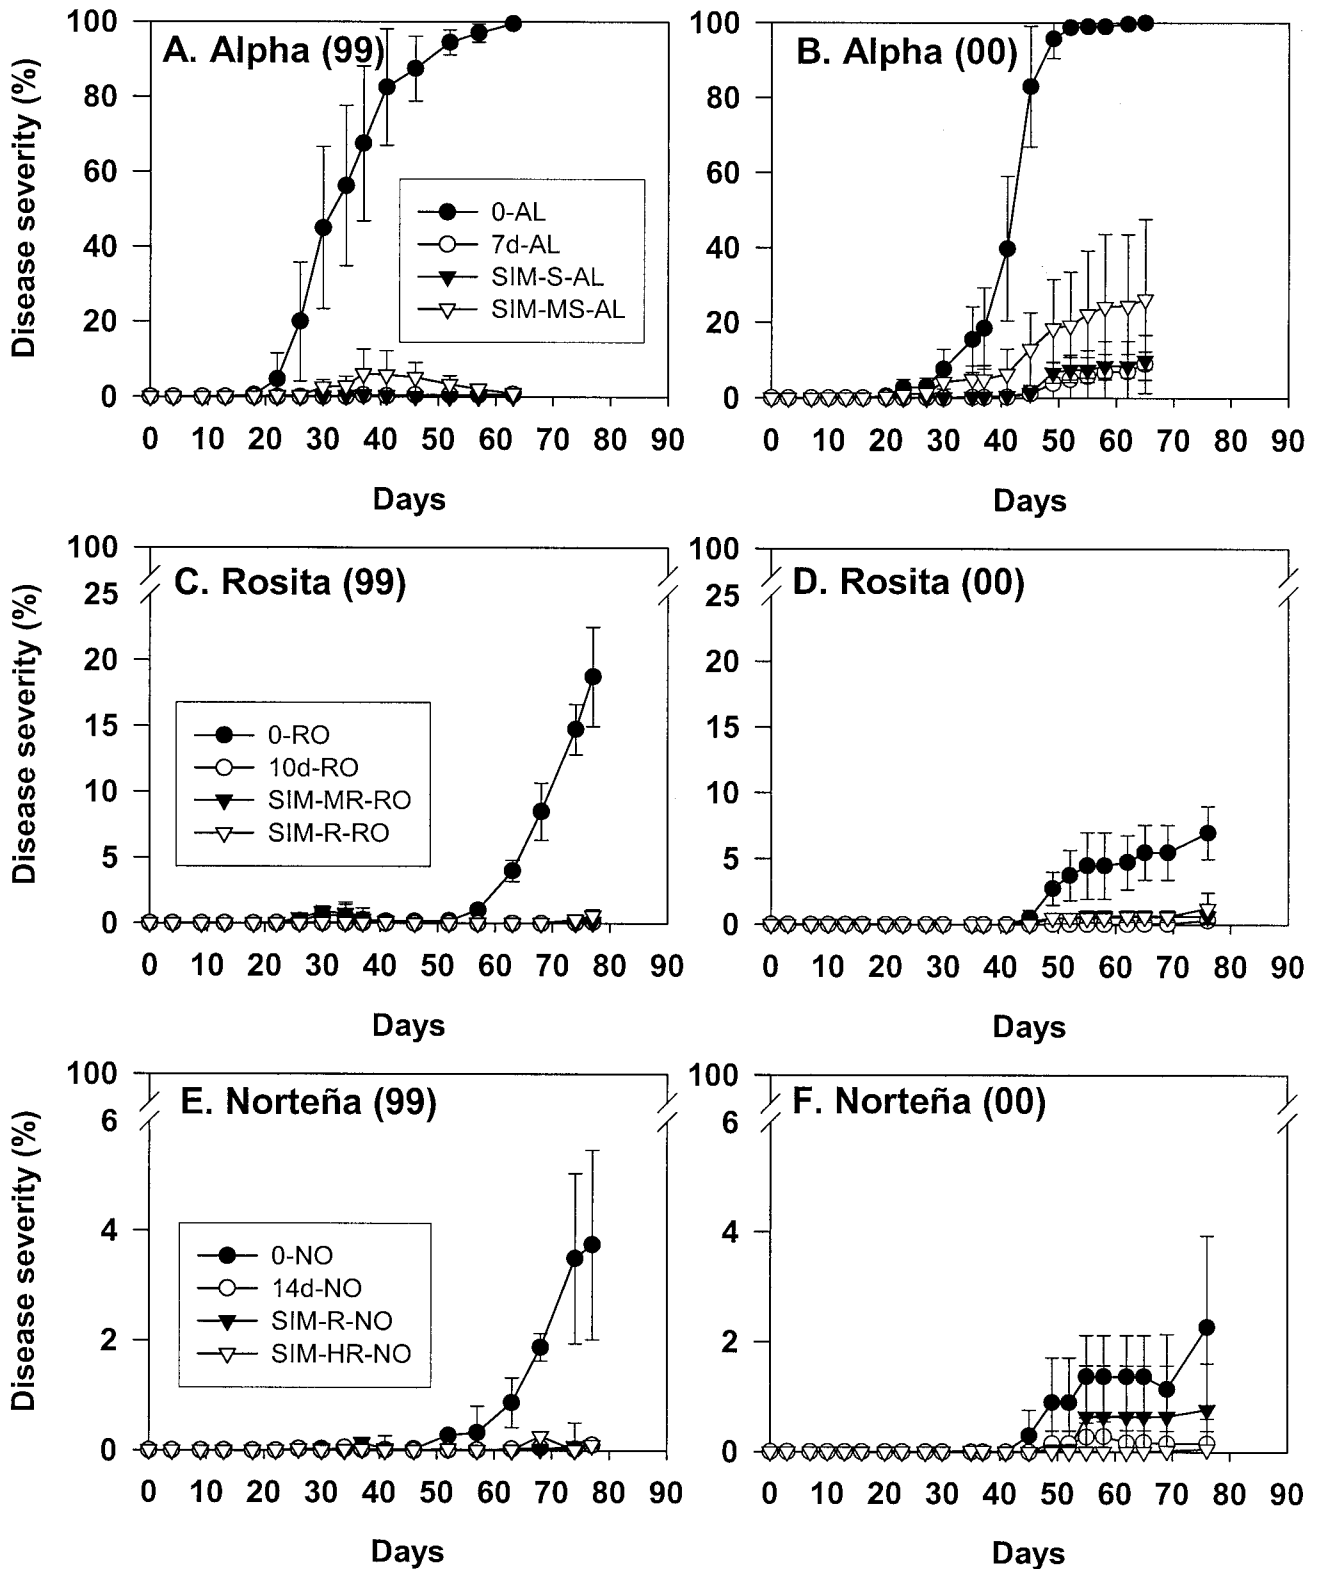 A. Alpha (99)
Disease severity (%)
100
80
60
40
20
0
0-AL
7d-AL
SIM-S-AL
SIM-MS-AL
0 10 20 30 40 50 60 70 80 90
Days
B. Alpha (00)
100
80
60
40
20
0
0 10 20 30 40 50 60 70 80 90
Days
C. Rosita (99)
Disease severity (%)
100
25
20
15
10
5
0
0-RO
10d-RO
SIM-MR-RO
SIM-R-RO
0 10 20 30 40 50 60 70 80 90
Days
D. Rosita (00)
100
25
20
15
10
5
0
0 10 20 30 40 50 60 70 80 90
Days
E. Norteña (99)
Disease severity (%)
100
6
4
2
0
0-NO
14d-NO
SIM-R-NO
SIM-HR-NO
0 10 20 30 40 50 60 70 80 90
Days
F. Norteña (00)
100
6
4
2
0
0 10 20 30 40 50 60 70 80 90
Days